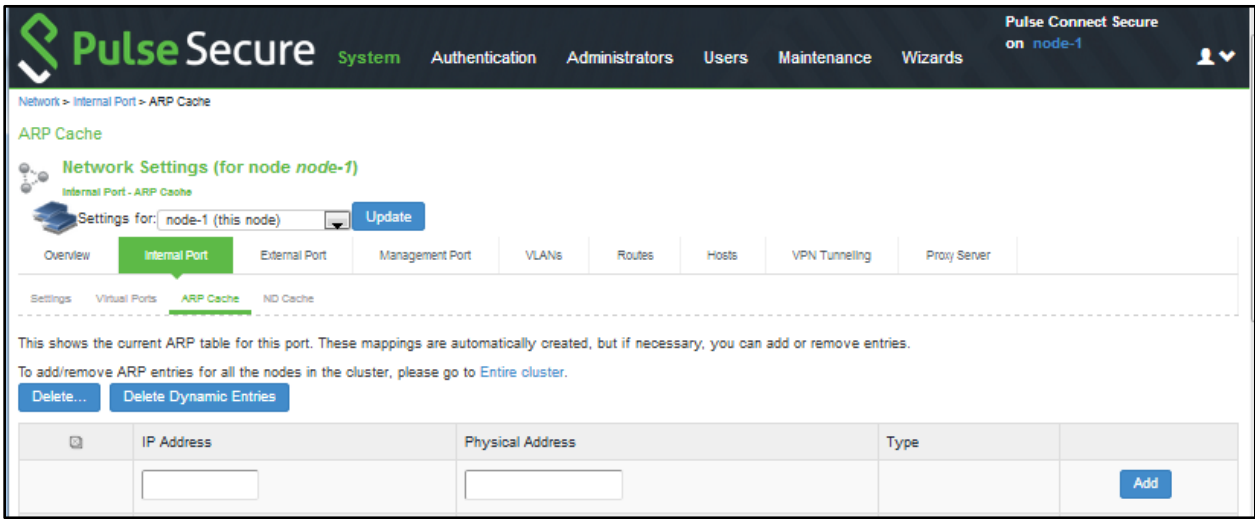 Pulse Secure
System Authentication Administrators Users Maintenance Wizards
Pulse Connect Secure
on node-1
Network > Internal Port > ARP Cache
ARP Cache
Network Settings (for node node-1)
Internal Port - ARP Cache
Settings for: node-1 (this node) Update
Overview Internal Port External Port Management Port VLANs Routes Hosts VPN Tunneling Proxy Server
Settings Virtual Ports ARP Cache ND Cache
This shows the current ARP table for this port. These mappings are automatically created, but if necessary, you can add or remove entries.
To add/remove ARP entries for all the nodes in the cluster, please go to Entire cluster.
Delete... Delete Dynamic Entries
IP Address Physical Address Type
Add